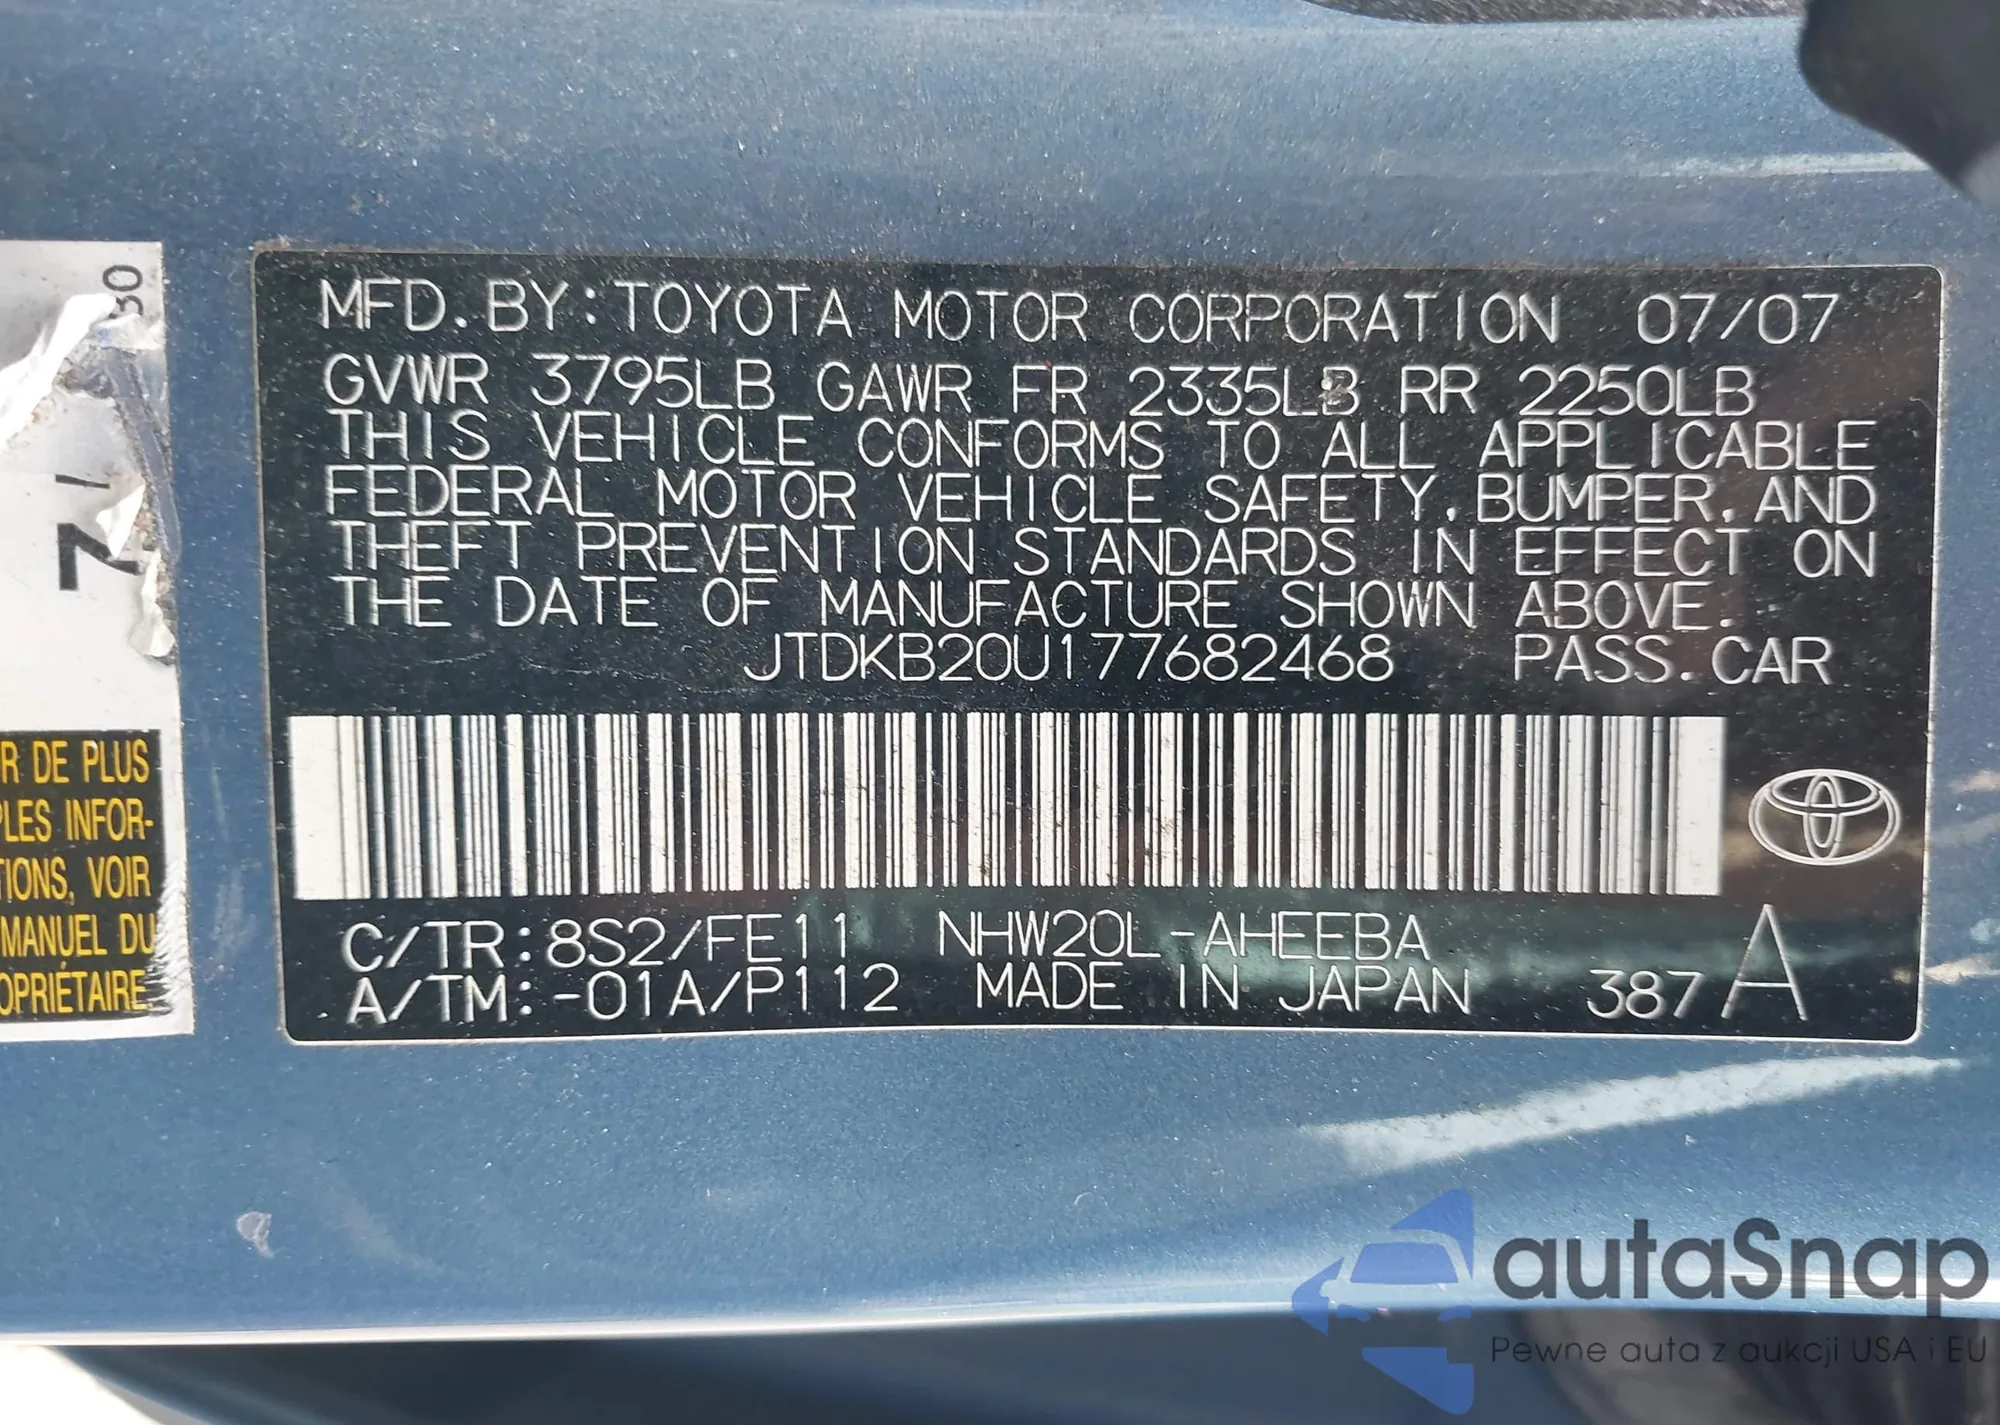 MFD. BY: TOYOTA MOTOR CORPORATION 07/07
GVWR 3795LB GAWR FR 2335LB RR 2250LB
THIS VEHICLE CONFORMS TO ALL APPLICABLE
FEDERAL MOTOR VEHICLE SAFETY, BUMPER, AND
THEFT PREVENTION STANDARDS IN EFFECT ON
THE DATE OF MANUFACTURE SHOWN ABOVE.
JTDKB20U177682468 PASS. CAR
C/TR: 8S2/FE11 NHW20L-AHEEBA
A/TM: -01A/P112 MADE IN JAPAN 387 A
R DE PLUS
PLES INFOR-
TIONS, VOIR
MANUEL DU
OPRIÉTAIRE
autaSnap
Pewne auta z aukcji USA i EU